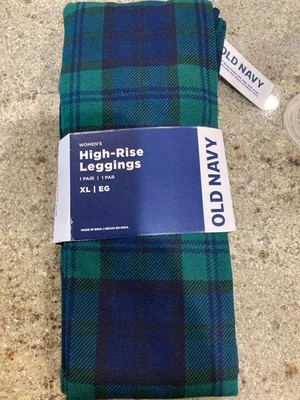 OLD NAVY
WOMEN'S
High-Rise
Leggings
1 PAIR | 1 PAR
XL | EG
OLD NAVY
MADE IN INDIA | HECHO EN INDIA